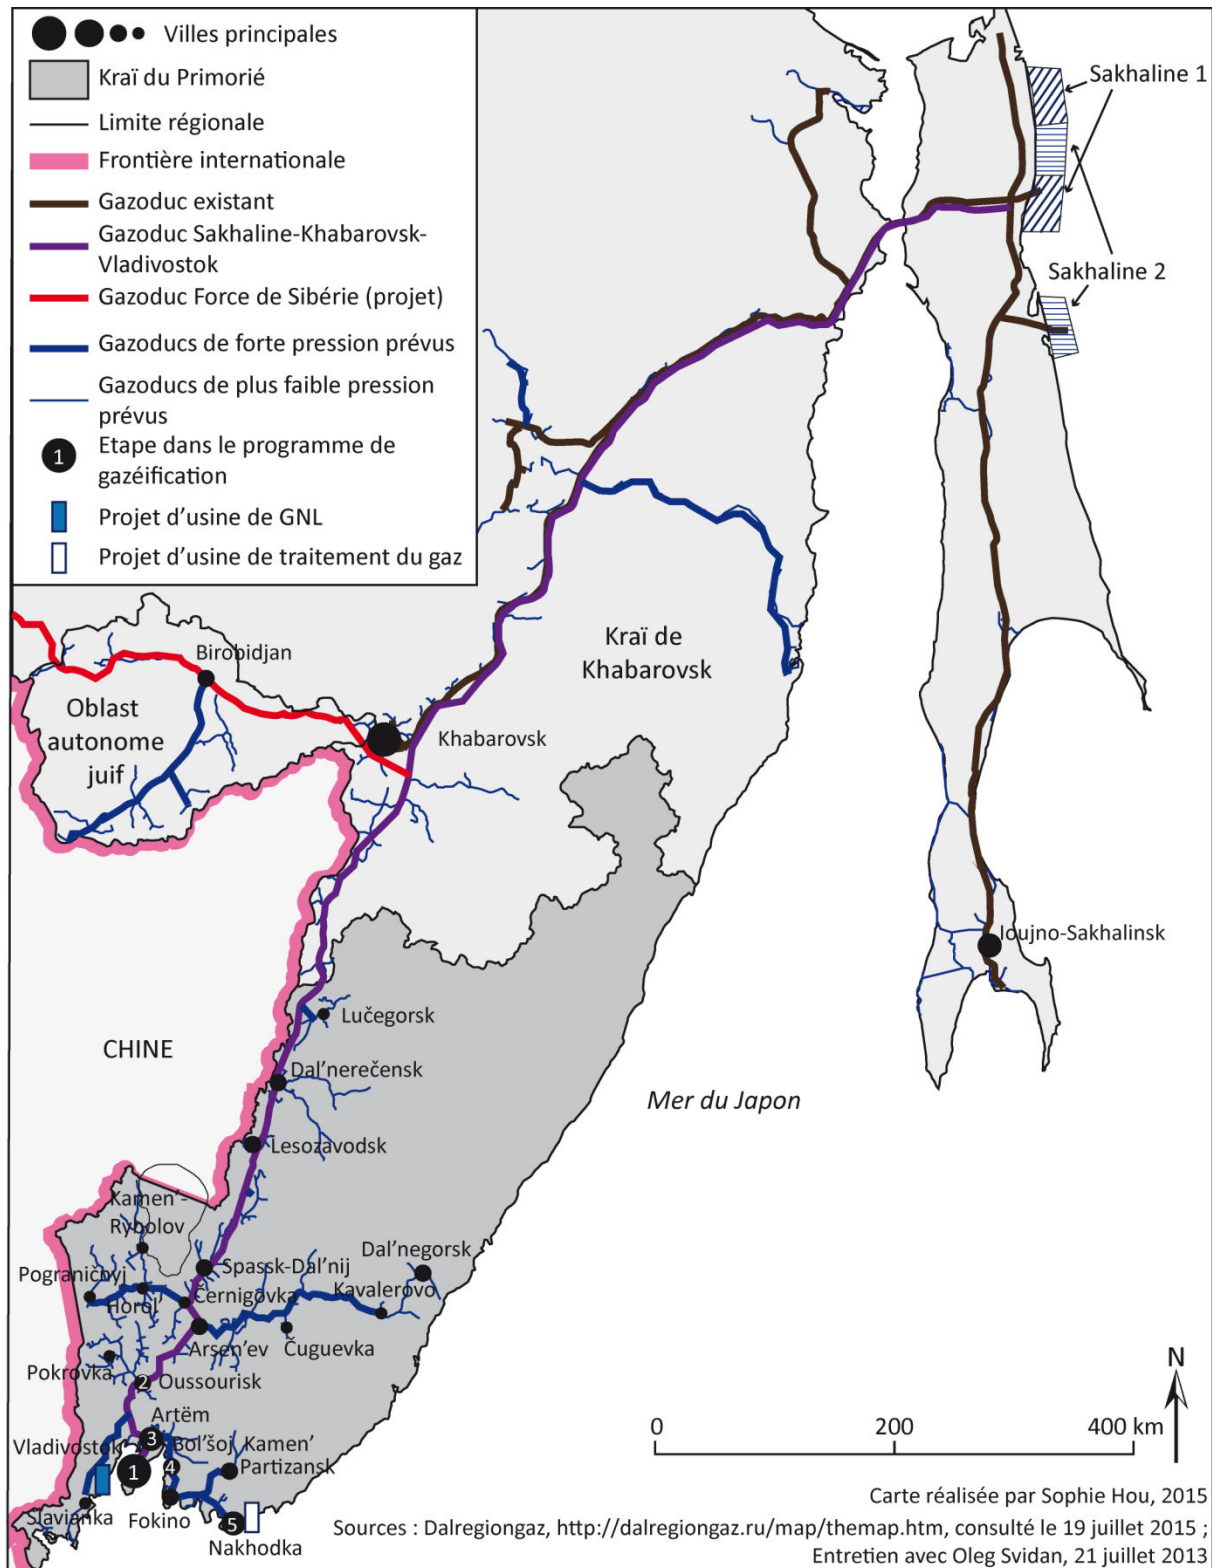 Villes principales
Kraï du Primorié
Limite régionale
Frontière internationale
Gazoduc existant
Gazoduc Sakhaline-Khabarovsk-
Vladivostok
Gazoduc Force de Sibérie (projet)
Gazoducs de forte pression prévus
Gazoducs de plus faible pression
prévus
1
Etape dans le programme de
gazéification
Projet d'usine de GNL
Projet d'usine de traitement du gaz
Sakhaline 1
Sakhaline 2
Birobidjan
Oblast
autonome
juif
Kraï de
Khabarovsk
Khabarovsk
Ioujno-Sakhalinsk
Lučegorsk
CHINE
Dal'nerečensk
Mer du Japon
Lesozavodsk
Kamen'-
Rybolov
Dal'negorsk
Spassk-Dal'nij
Pograničnyj
Horol'
Černigovka
Kavalerovo
Arsen'ev
Čuguevka
Pokrovka
2
Oussourisk
Artëm
3
Vladivostok
Bol'šoj Kamen'
1
4
Partizansk
Slavianka
Fokino
5
Nakhodka
N
0
200
400 km
Carte réalisée par Sophie Hou, 2015
Sources : Dalregiongaz, http://dalregiongaz.ru/map/themap.htm, consulté le 19 juillet 2015 ;
Entretien avec Oleg Svidan, 21 juillet 2013